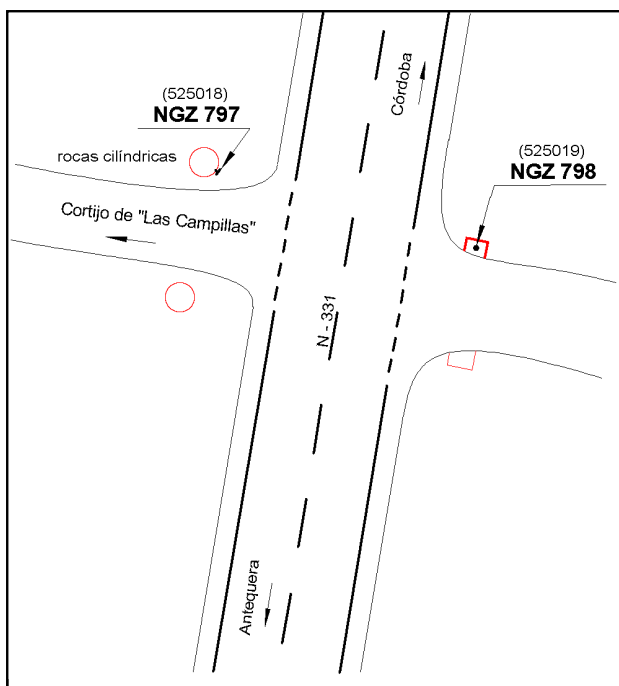 (525018)
NGZ 797
rocas cilíndricas
Cortijo de "Las Campillas"
Córdoba
(525019)
NGZ 798
N - 331
Antequera